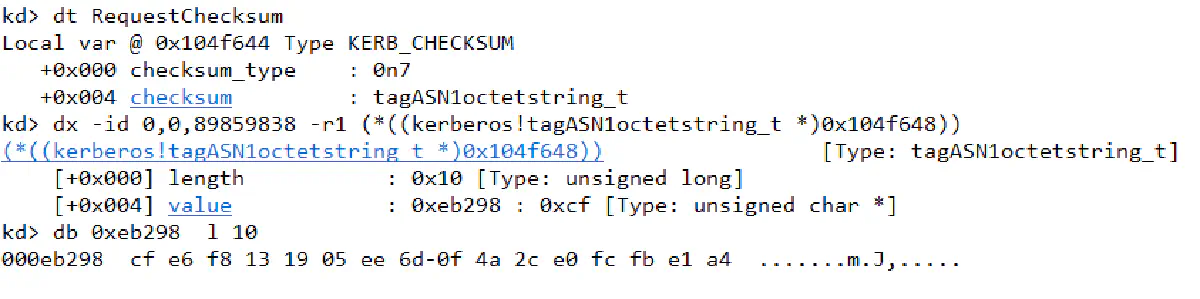 kd> dt RequestChecksum
Local var @ 0x104f644 Type KERB_CHECKSUM
   +0x000 checksum_type    : 0n7
   +0x004 checksum         : tagASN1octetstring_t
kd> dx -id 0,0,89859838 -r1 (*((kerberos!tagASN1octetstring_t *)0x104f648))
(*((kerberos!tagASN1octetstring_t *)0x104f648))                 [Type: tagASN1octetstring_t]
    [+0x000] length           : 0x10 [Type: unsigned long]
    [+0x004] value            : 0xeb298 : 0xcf [Type: unsigned char *]
kd> db 0xeb298  l 10
000eb298  cf e6 f8 13 19 05 ee 6d-0f 4a 2c e0 fc fb e1 a4  .......m.J,.....